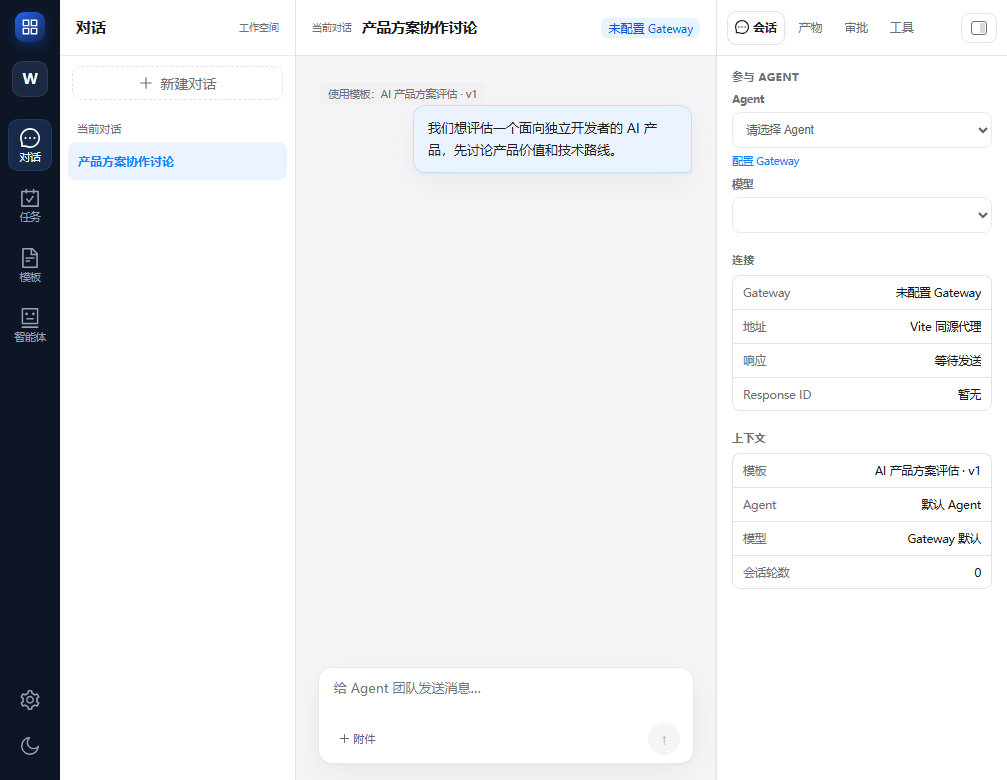 W
对话
任务
模板
智能体
对话
工作空间
新建对话
当前对话
产品方案协作讨论
当前对话
产品方案协作讨论
未配置 Gateway
使用模板：AI 产品方案评估 · v1
我们想评估一个面向独立开发者的 AI 产
品，先讨论产品价值和技术路线。
给 Agent 团队发送消息...
附件
会话
产物
审批
工具
参与 AGENT
Agent
请选择 Agent
配置 Gateway
模型
连接
Gateway
未配置 Gateway
地址
Vite 同源代理
响应
等待发送
Response ID
暂无
上下文
模板
AI 产品方案评估 · v1
Agent
默认 Agent
模型
Gateway 默认
会话轮数
0